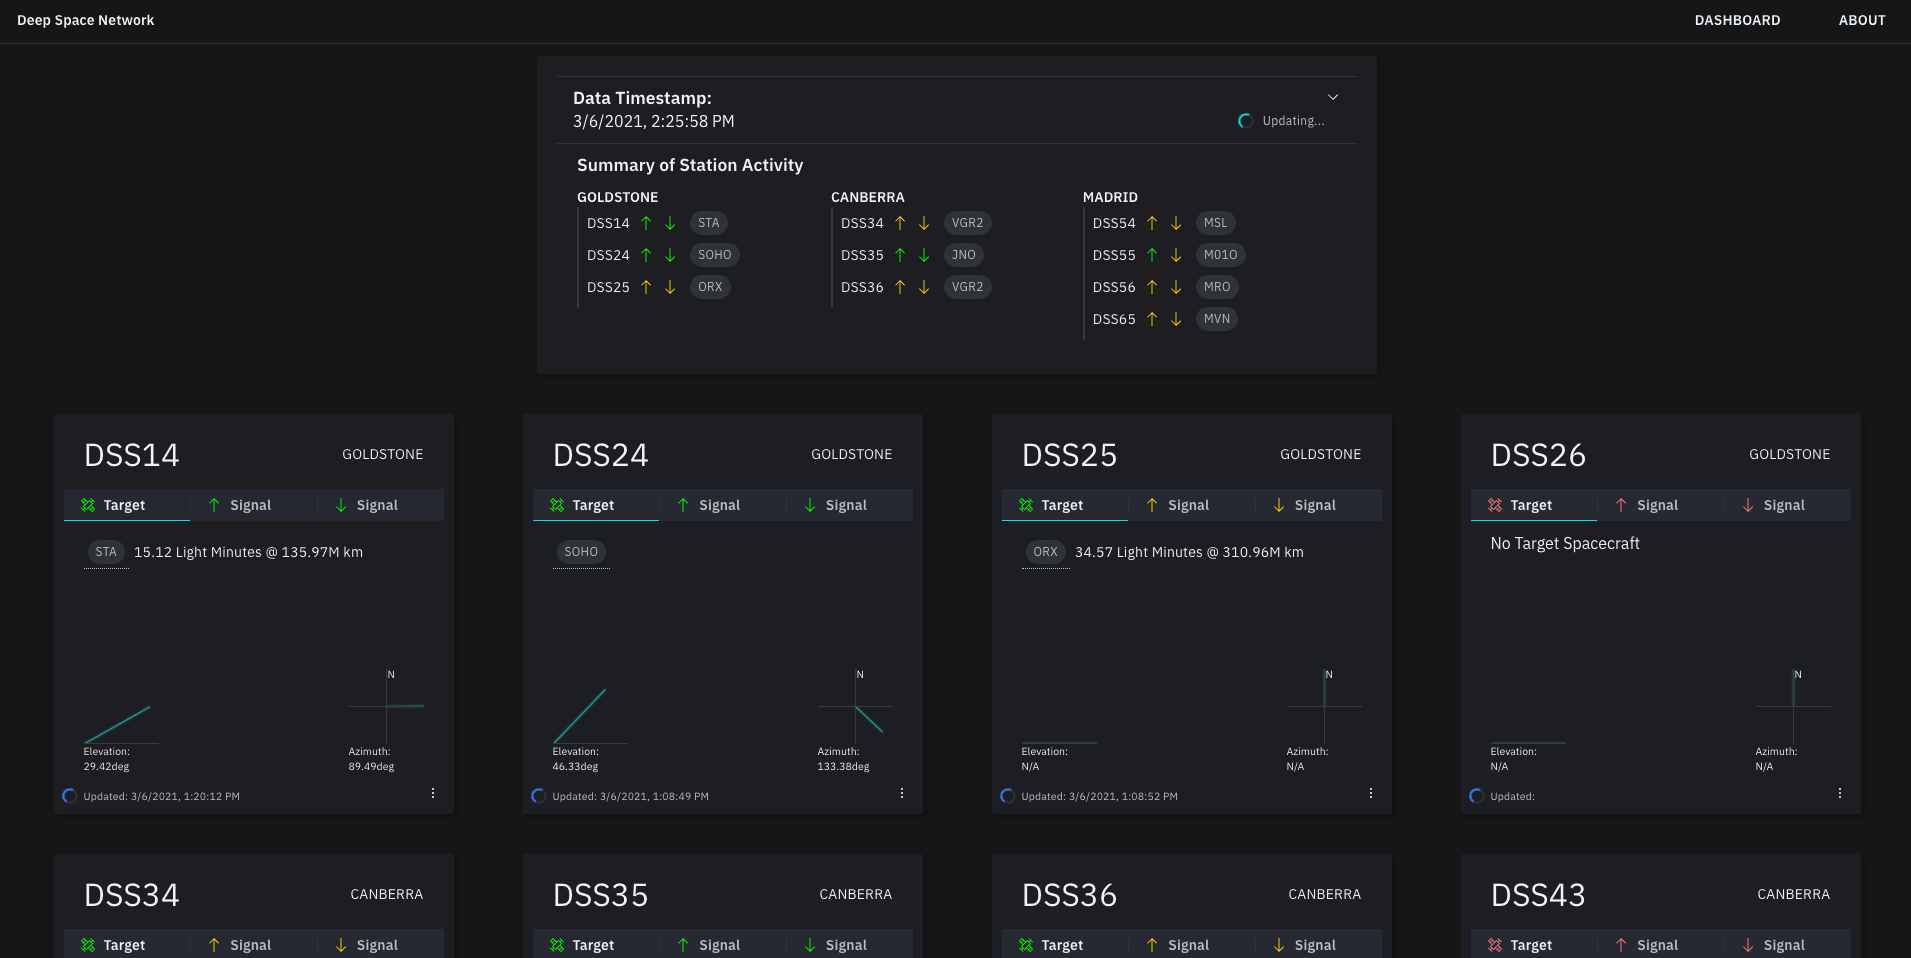 Deep Space Network
DASHBOARD ABOUT
Data Timestamp:
3/6/2021, 2:25:58 PM
Updating...
Summary of Station Activity
GOLDSTONE CANBERRA MADRID
DSS14 STA DSS34 VGR2 DSS54 MSL
DSS24 SOHO DSS35 JNO DSS55 M01O
DSS25 ORX DSS36 VGR2 DSS56 MRO
DSS65 MVN
DSS14 GOLDSTONE
Target Signal Signal
STA 15.12 Light Minutes @ 135.97M km
N
Elevation: Azimuth:
29.42deg 89.49deg
Updated: 3/6/2021, 1:20:12 PM
DSS24 GOLDSTONE
Target Signal Signal
SOHO
N
Elevation: Azimuth:
46.33deg 133.38deg
Updated: 3/6/2021, 1:08:49 PM
DSS25 GOLDSTONE
Target Signal Signal
ORX 34.57 Light Minutes @ 310.96M km
N
Elevation: Azimuth:
N/A N/A
Updated: 3/6/2021, 1:08:52 PM
DSS26 GOLDSTONE
Target Signal Signal
No Target Spacecraft
N
Elevation: Azimuth:
N/A N/A
Updated:
DSS34 CANBERRA
Target Signal Signal
DSS35 CANBERRA
Target Signal Signal
DSS36 CANBERRA
Target Signal Signal
DSS43 CANBERRA
Target Signal Signal